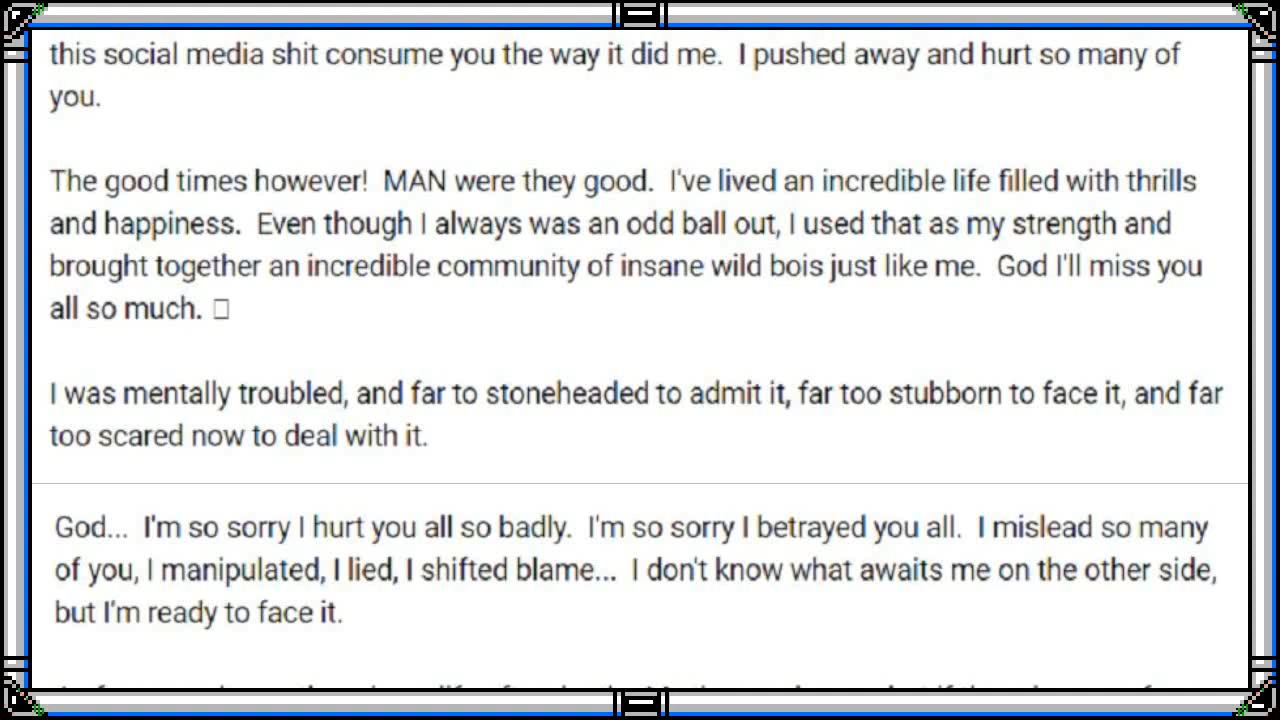 this social media shit consume you the way it did me.  I pushed away and hurt so many of
you.
The good times however!  MAN were they good.  I've lived an incredible life filled with thrills
and happiness.  Even though I always was an odd ball out, I used that as my strength and
brought together an incredible community of insane wild bois just like me.  God I'll miss you
all so much. □
I was mentally troubled, and far to stoneheaded to admit it, far too stubborn to face it, and far
too scared now to deal with it.
God...  I'm so sorry I hurt you all so badly.  I'm so sorry I betrayed you all.  I mislead so many
of you, I manipulated, I lied, I shifted blame...  I don't know what awaits me on the other side,
but I'm ready to face it.